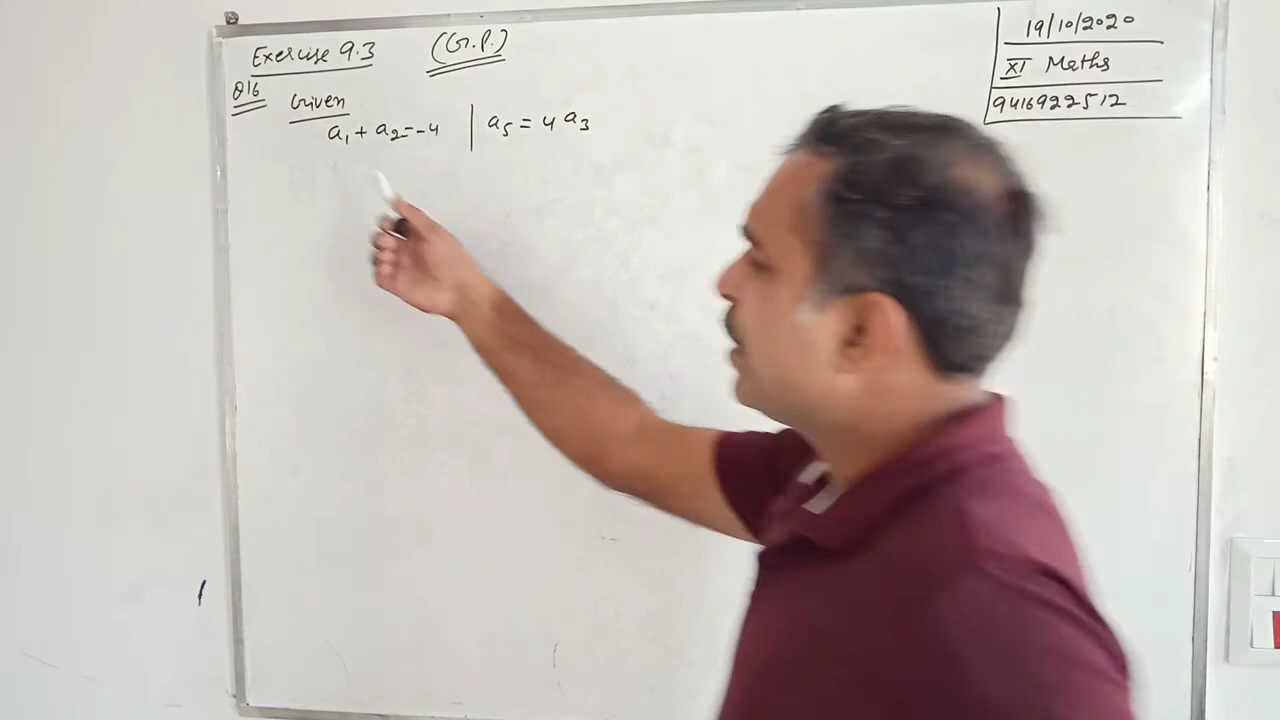 Exercise 9.3 (G.P.)
Q16 Given
a₁ + a₂ = -4 | a₅ = 4 a₃
19/10/2020
XI Maths
9416922512